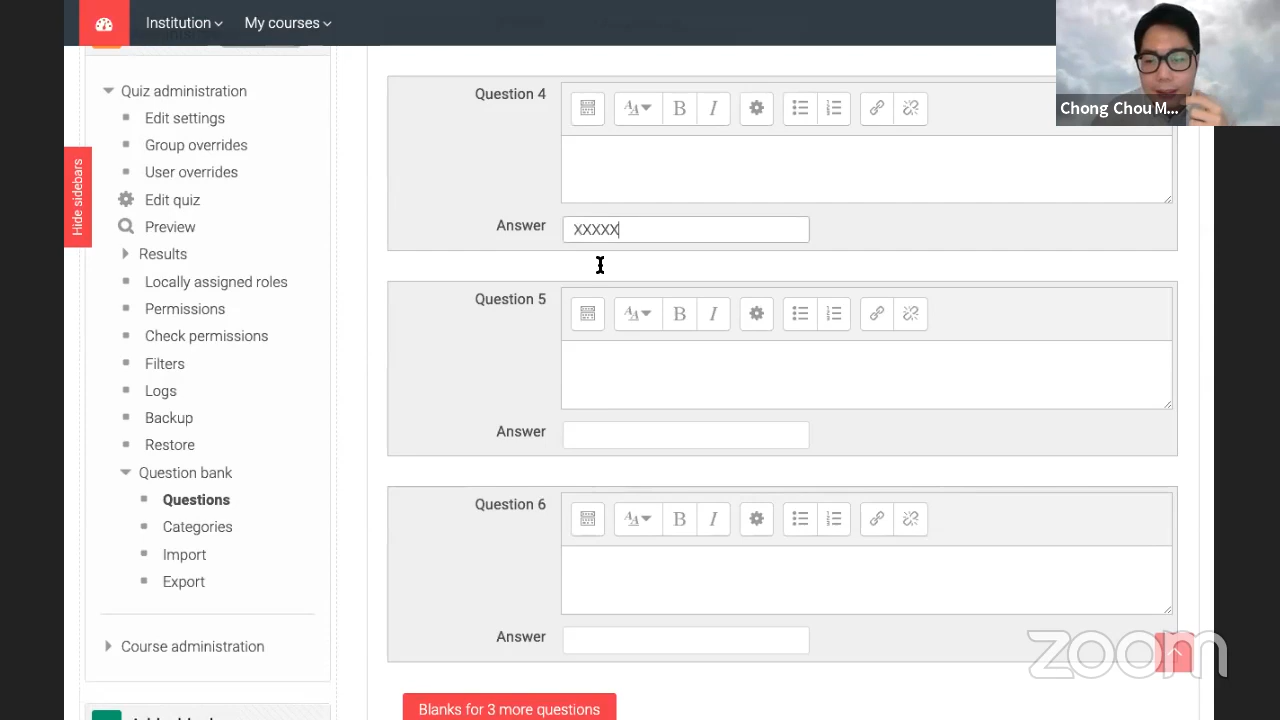 Institution
My courses
Chong Chou M...
Hide sidebars
Quiz administration
Edit settings
Group overrides
User overrides
Edit quiz
Preview
Results
Locally assigned roles
Permissions
Check permissions
Filters
Logs
Backup
Restore
Question bank
Questions
Categories
Import
Export
Course administration
Question 4
B I
Answer
XXXXX
Question 5
B I
Answer
Question 6
B I
Answer
Blanks for 3 more questions
zoom